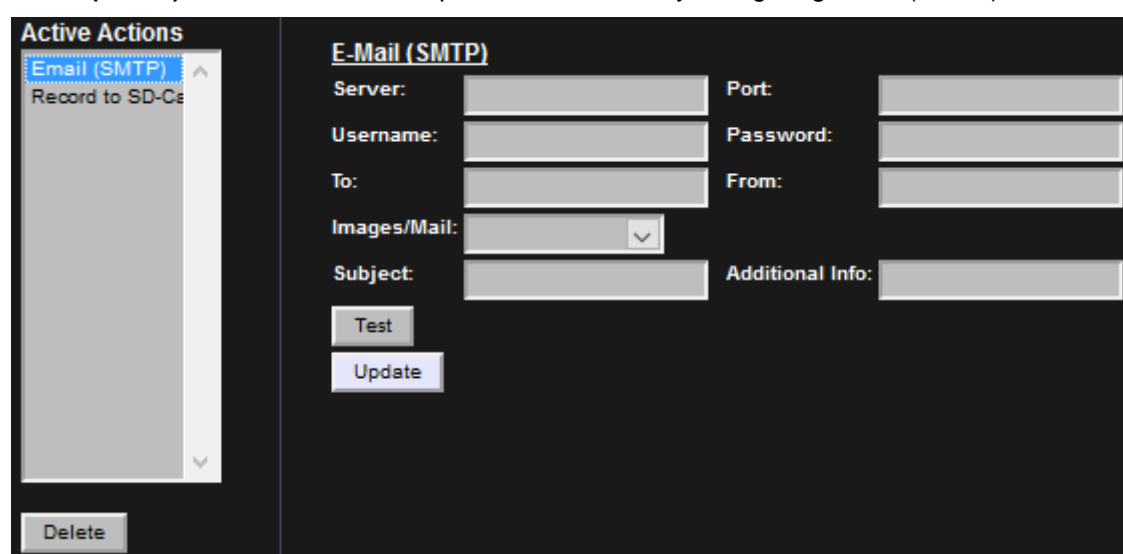 Active Actions
Email (SMTP)
Record to SD-Ca
E-Mail (SMTP)
Server:
Port:
Username:
Password:
To:
From:
Images/Mail:
Subject:
Additional Info:
Test
Update
Delete